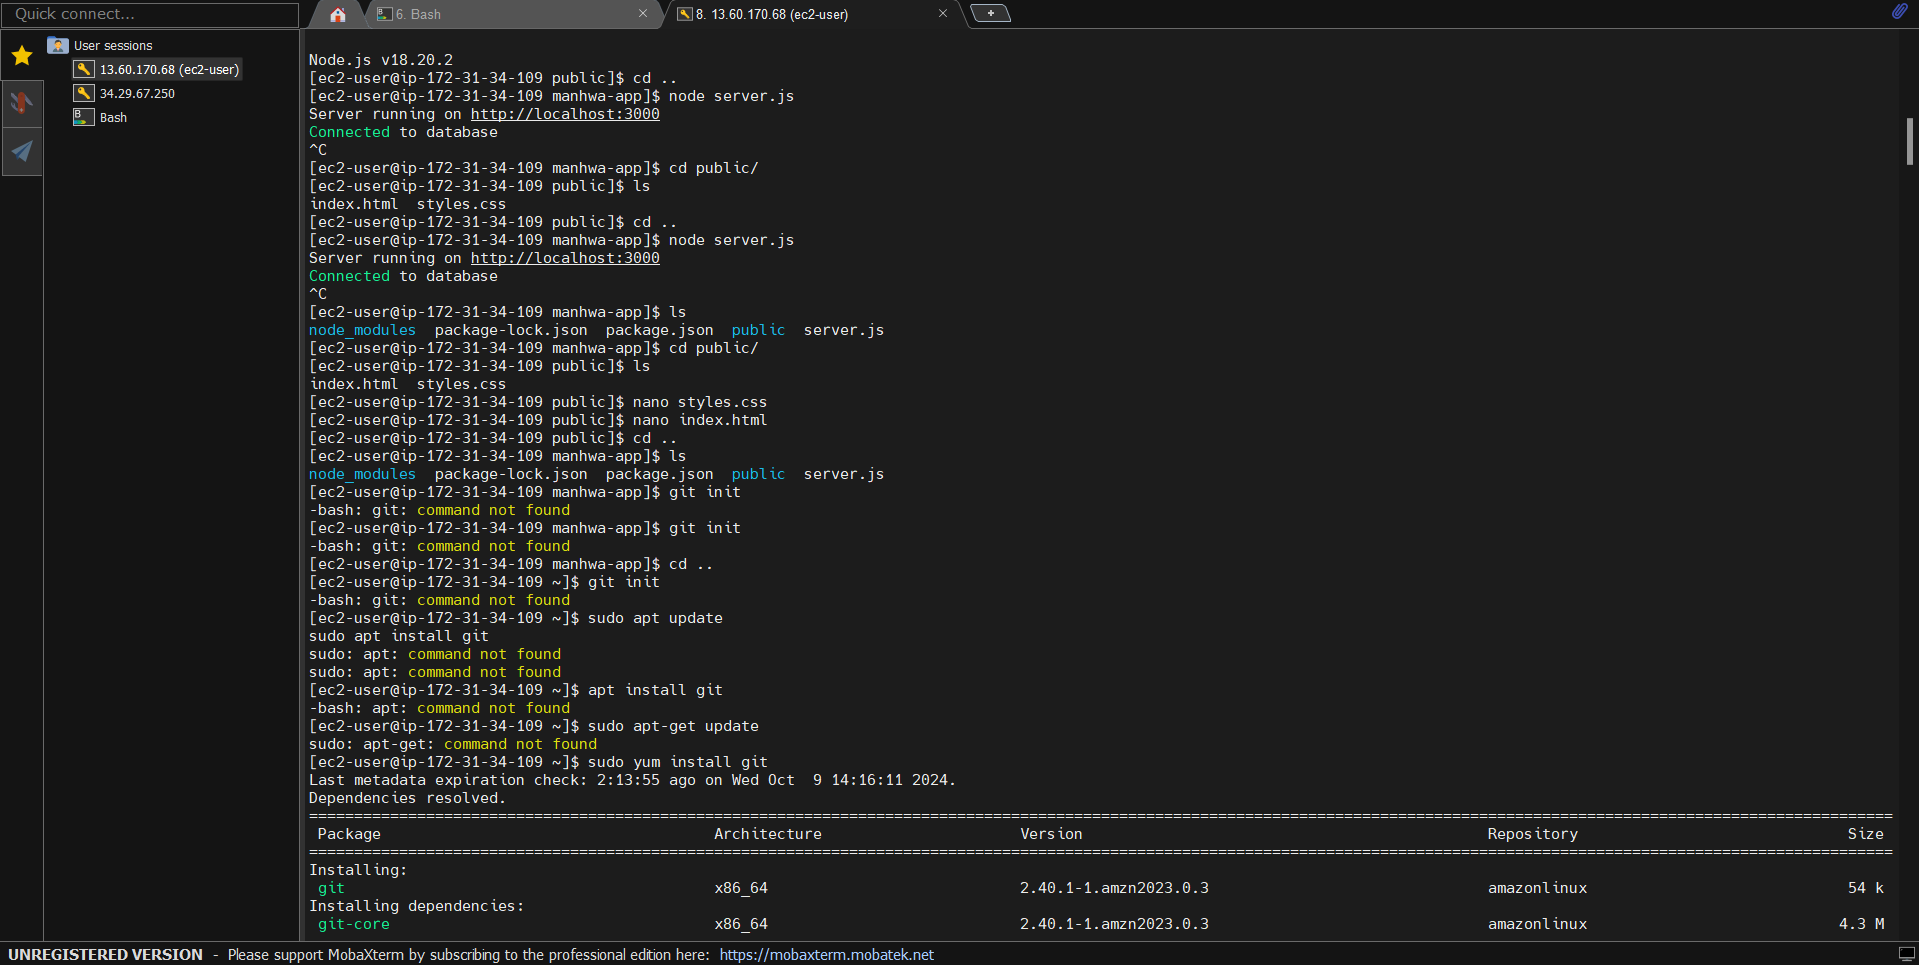 Quick connect...
6. Bash
8. 13.60.170.68 (ec2-user)
User sessions
13.60.170.68 (ec2-user)
34.29.67.250
Bash
Node.js v18.20.2
[ec2-user@ip-172-31-34-109 public]$ cd ..
[ec2-user@ip-172-31-34-109 manhwa-app]$ node server.js
Server running on http://localhost:3000
Connected to database
^C
[ec2-user@ip-172-31-34-109 manhwa-app]$ cd public/
[ec2-user@ip-172-31-34-109 public]$ ls
index.html  styles.css
[ec2-user@ip-172-31-34-109 public]$ cd ..
[ec2-user@ip-172-31-34-109 manhwa-app]$ node server.js
Server running on http://localhost:3000
Connected to database
^C
[ec2-user@ip-172-31-34-109 manhwa-app]$ ls
node_modules  package-lock.json  package.json  public  server.js
[ec2-user@ip-172-31-34-109 manhwa-app]$ cd public/
[ec2-user@ip-172-31-34-109 public]$ ls
index.html  styles.css
[ec2-user@ip-172-31-34-109 public]$ nano styles.css
[ec2-user@ip-172-31-34-109 public]$ nano index.html
[ec2-user@ip-172-31-34-109 public]$ cd ..
[ec2-user@ip-172-31-34-109 manhwa-app]$ ls
node_modules  package-lock.json  package.json  public  server.js
[ec2-user@ip-172-31-34-109 manhwa-app]$ git init
-bash: git: command not found
[ec2-user@ip-172-31-34-109 manhwa-app]$ git init
-bash: git: command not found
[ec2-user@ip-172-31-34-109 manhwa-app]$ cd ..
[ec2-user@ip-172-31-34-109 ~]$ git init
-bash: git: command not found
[ec2-user@ip-172-31-34-109 ~]$ sudo apt update
sudo apt install git
sudo: apt: command not found
sudo: apt: command not found
[ec2-user@ip-172-31-34-109 ~]$ apt install git
-bash: apt: command not found
[ec2-user@ip-172-31-34-109 ~]$ sudo apt-get update
sudo: apt-get: command not found
[ec2-user@ip-172-31-34-109 ~]$ sudo yum install git
Last metadata expiration check: 2:13:55 ago on Wed Oct  9 14:16:11 2024.
Dependencies resolved.
Package Architecture Version Repository Size
Installing:
git x86_64 2.40.1-1.amzn2023.0.3 amazonlinux 54 k
Installing dependencies:
git-core x86_64 2.40.1-1.amzn2023.0.3 amazonlinux 4.3 M
UNREGISTERED VERSION - Please support MobaXterm by subscribing to the professional edition here: https://mobaxterm.mobatek.net